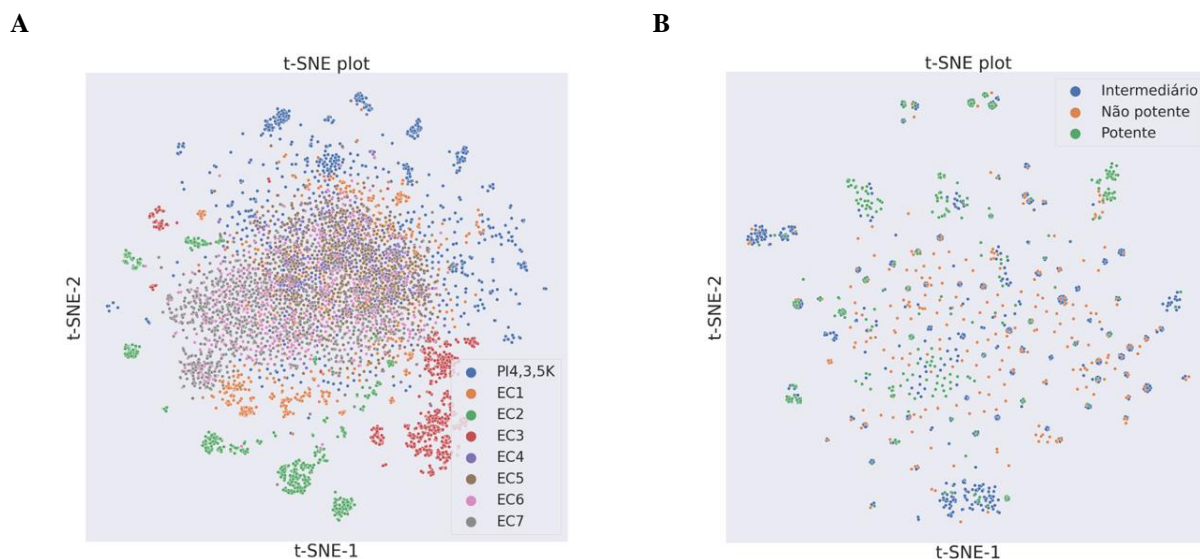 A
t-SNE plot
t-SNE-2
PI4,3,5K
EC1
EC2
EC3
EC4
EC5
EC6
EC7
t-SNE-1
B
t-SNE plot
Intermediário
Não potente
Potente
t-SNE-2
t-SNE-1